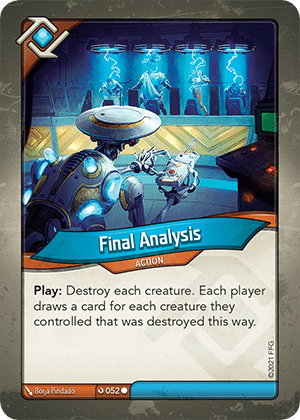 Final Analysis
ACTION
Play: Destroy each creature. Each player
draws a card for each creature they
controlled that was destroyed this way.
Borja Pindado
052
©2021 FFG